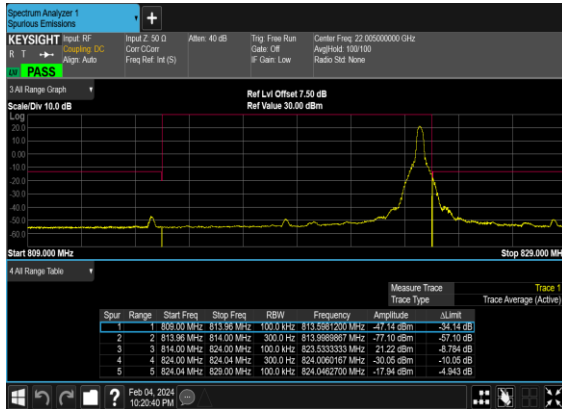 Spectrum Analyzer 1
Spurious Emissions
KEYSIGHT Input: RF Input Z: 50 Ω Atten: 40 dB Trig: Free Run Center Freq: 22.005000000 GHz
R T Coupling: DC Corr CCorr Gate: Off Avg|Hold: 100/100
Align: Auto Freq Ref: Int (S) IF Gain: Low Radio Std: None
PASS
3 All Range Graph
Ref Lvl Offset 7.50 dB
Scale/Div 10.0 dB Ref Value 30.00 dBm
Log
20.0
10.0
0.00
-10.0
-20.0
-30.0
-40.0
-50.0
-60.0
Start 809.000 MHz Stop 829.000 MH
4 All Range Table
Measure Trace Trace 1
Trace Type Trace Average (Active)
Spur Range Start Freq Stop Freq RBW Frequency Amplitude ΔLimit
1 1 809.00 MHz 813.96 MHz 100.0 kHz 813.5981200 MHz -47.14 dBm -34.14 dB
2 2 813.96 MHz 814.00 MHz 300.0 Hz 813.9989867 MHz -77.10 dBm -57.10 dB
3 3 814.00 MHz 824.00 MHz 100.0 kHz 823.5333333 MHz 21.22 dBm -8.784 dB
4 4 824.00 MHz 824.04 MHz 300.0 Hz 824.0060167 MHz -30.05 dBm -10.05 dB
5 5 824.04 MHz 829.00 MHz 100.0 kHz 824.0462700 MHz -17.94 dBm -4.943 dB
Feb 04, 2024
10:20:40 PM